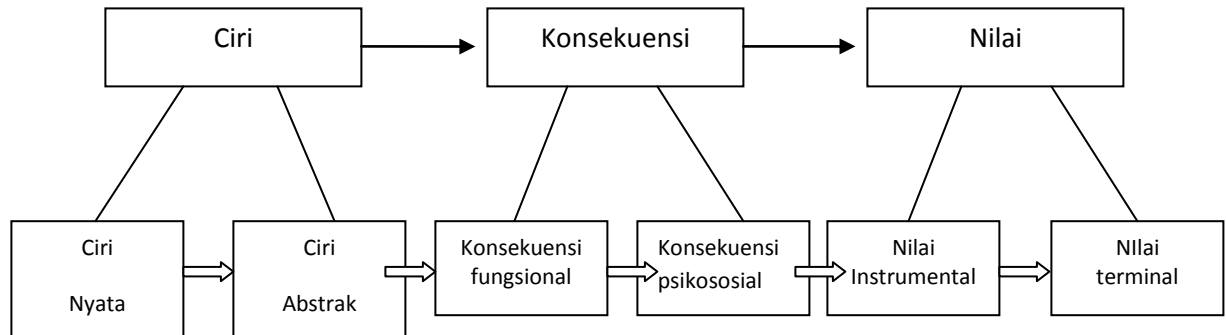 Ciri
Konsekuensi
Nilai
Ciri
Nyata
Ciri
Abstrak
Konsekuensi
fungsional
Konsekuensi
psikososial
Nilai
Instrumental
NIlai
terminal